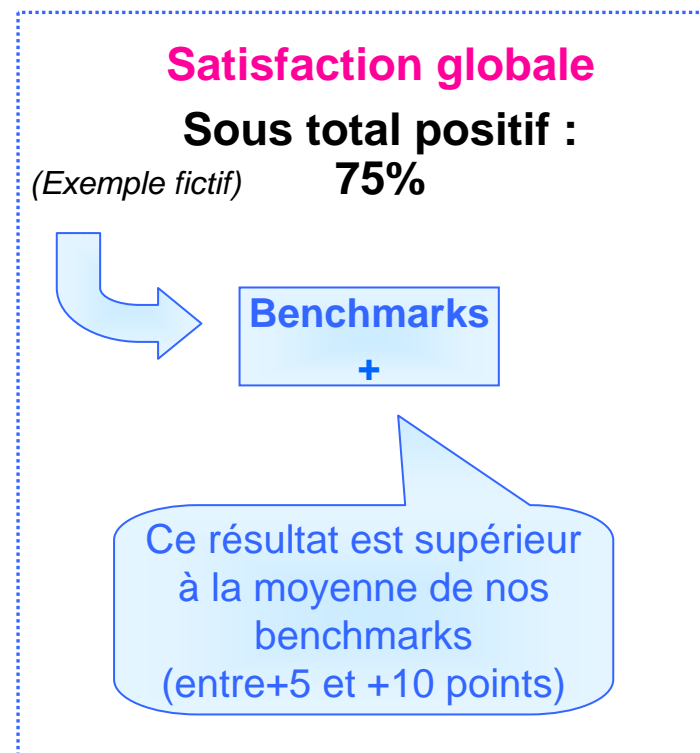 Satisfaction globale
Sous total positif :
(Exemple fictif) 75%
Benchmarks
+
Ce résultat est supérieur
à la moyenne de nos
benchmarks
(entre+5 et +10 points)